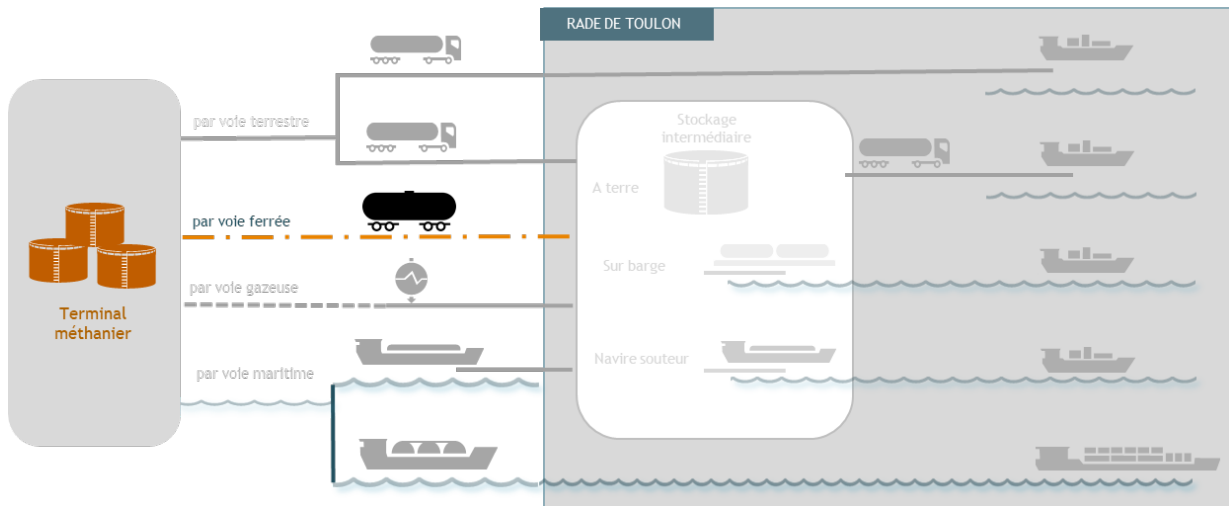 RADE DE TOULON
par voie terrestre
Stockage
intermédiaire
A terre
par voie ferrée
Sur barge
par voie gazeuse
Terminal
méthanier
Navire souteur
par voie maritime